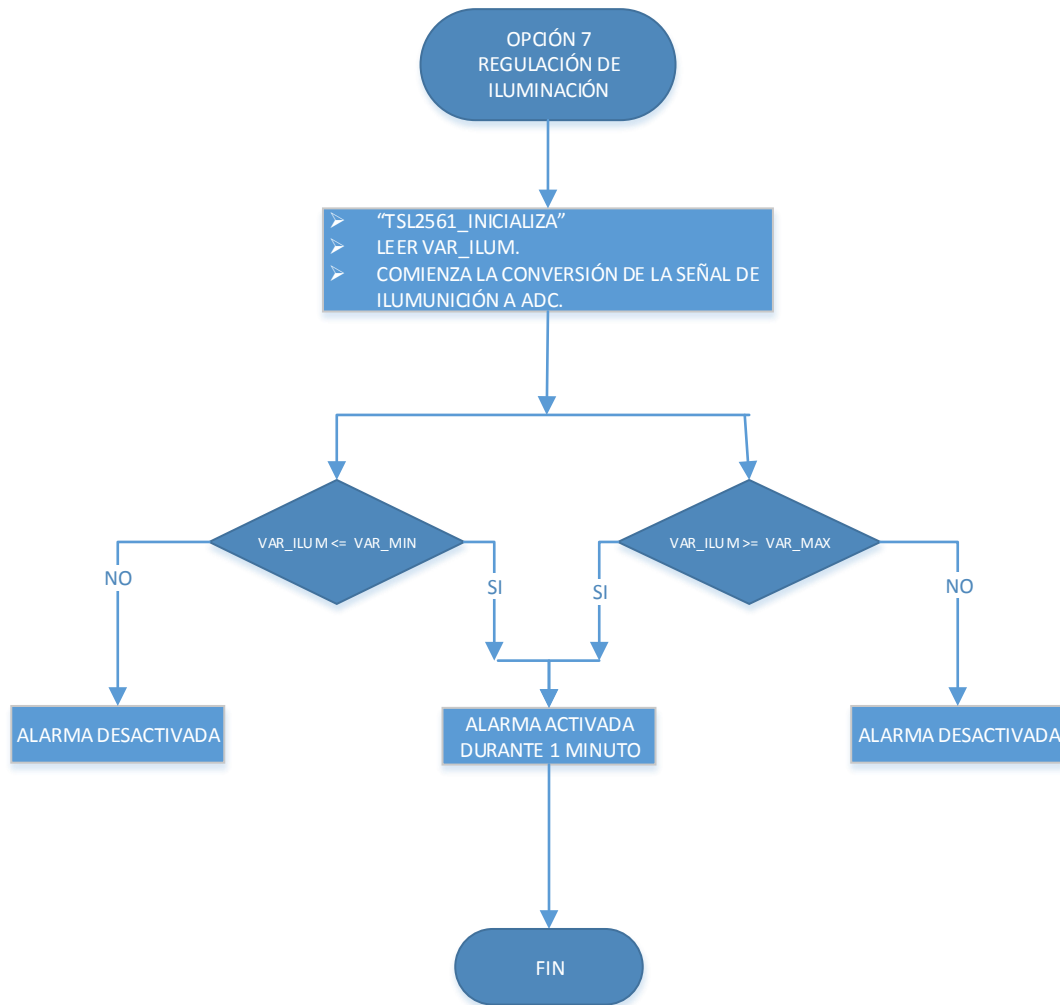 OPCIÓN 7
REGULACIÓN DE
ILUMINACIÓN
“TSL2561_INICIALIZA”
LEER VAR_ILUM.
COMIENZA LA CONVERSIÓN DE LA SEÑAL DE
ILUMUNICIÓN A ADC.
VAR_ILUM <= VAR_MIN
VAR_ILUM >= VAR_MAX
NO
SI
SI
NO
ALARMA DESACTIVADA
ALARMA ACTIVADA
DURANTE 1 MINUTO
ALARMA DESACTIVADA
FIN